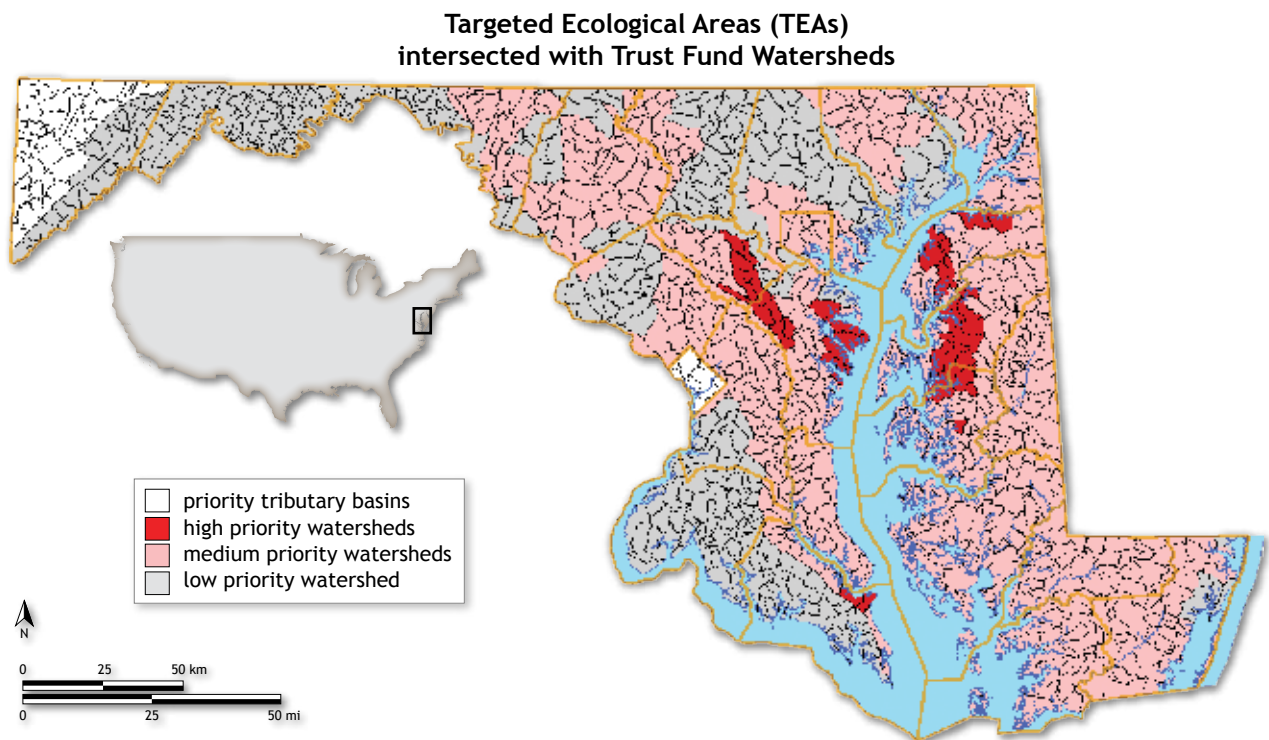 Targeted Ecological Areas (TEAs)
intersected with Trust Fund Watersheds
priority tributary basins
high priority watersheds
medium priority watersheds
low priority watershed
N
0 25 50 km
0 25 50 mi